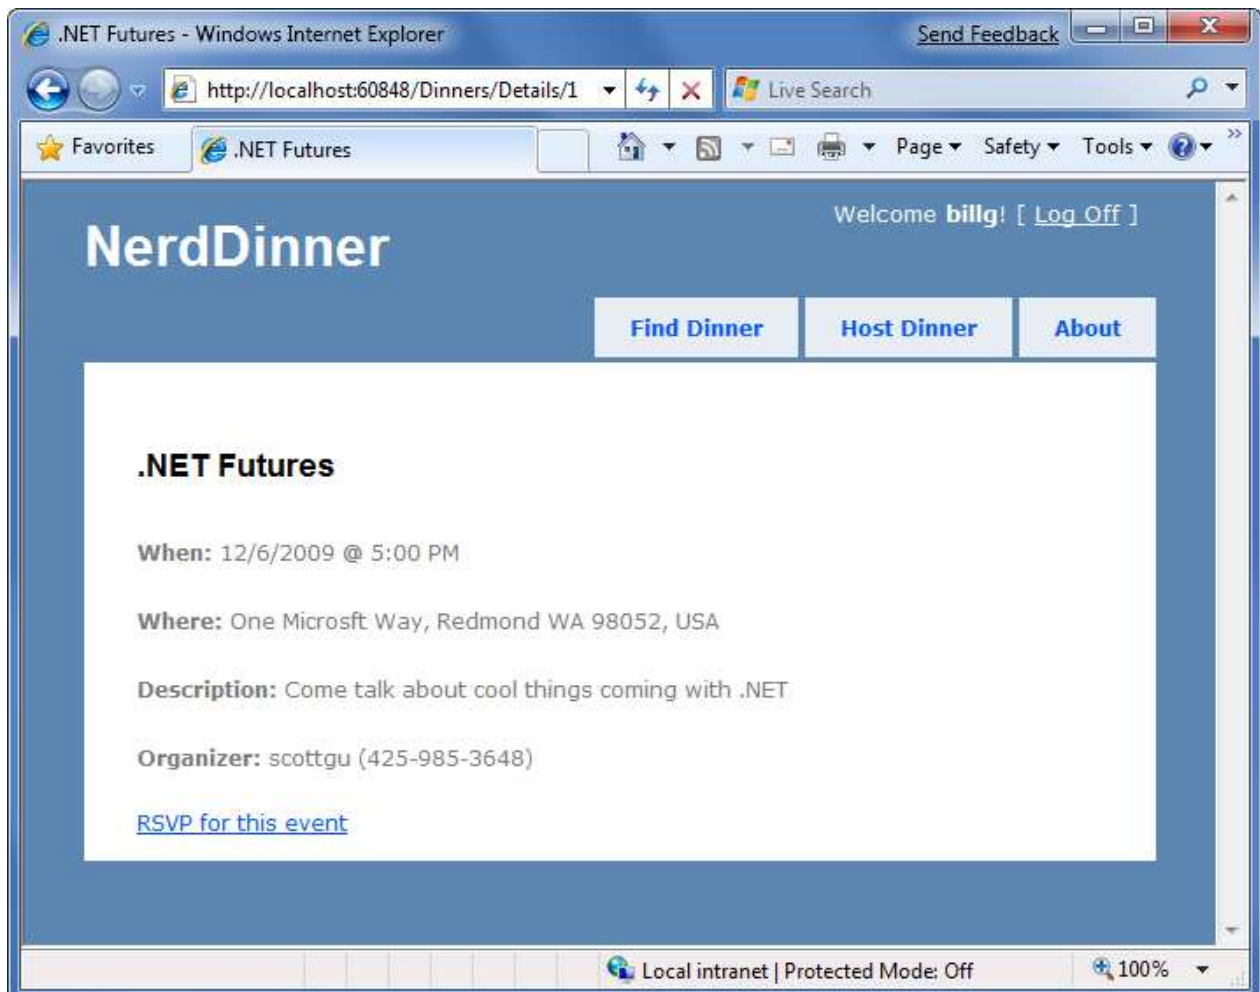 .NET Futures - Windows Internet Explorer
Send Feedback
http://localhost:60848/Dinners/Details/1
Live Search
Favorites
.NET Futures
Page
Safety
Tools
Welcome billg! [ Log Off ]
NerdDinner
Find Dinner
Host Dinner
About
.NET Futures
When: 12/6/2009 @ 5:00 PM
Where: One Microsft Way, Redmond WA 98052, USA
Description: Come talk about cool things coming with .NET
Organizer: scottgu (425-985-3648)
RSVP for this event
Local intranet | Protected Mode: Off
100%